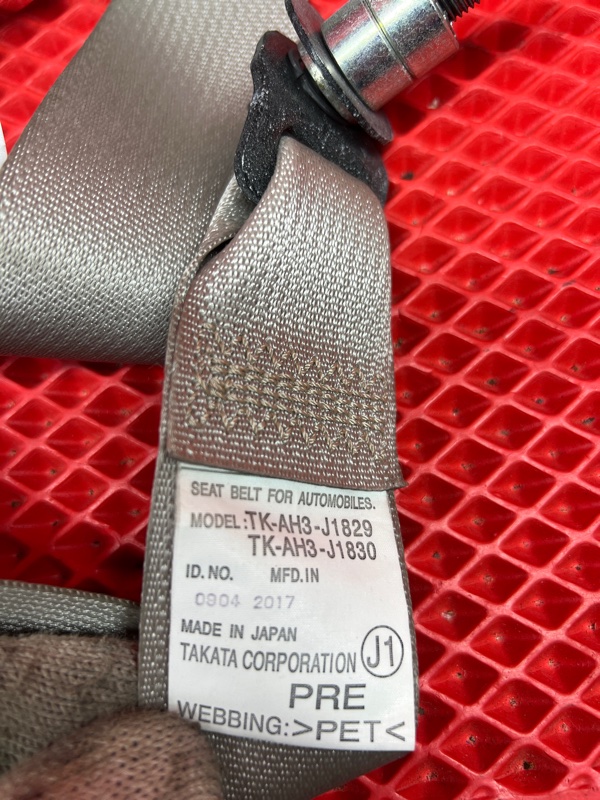 SEAT BELT FOR AUTOMOBILES.
MODEL:TK-AH3-J1829
TK-AH3-J1830
ID.NO. MFD.IN
0904 2017
MADE IN JAPAN
TAKATA CORPORATION J1
PRE
WEBBING:>PET<